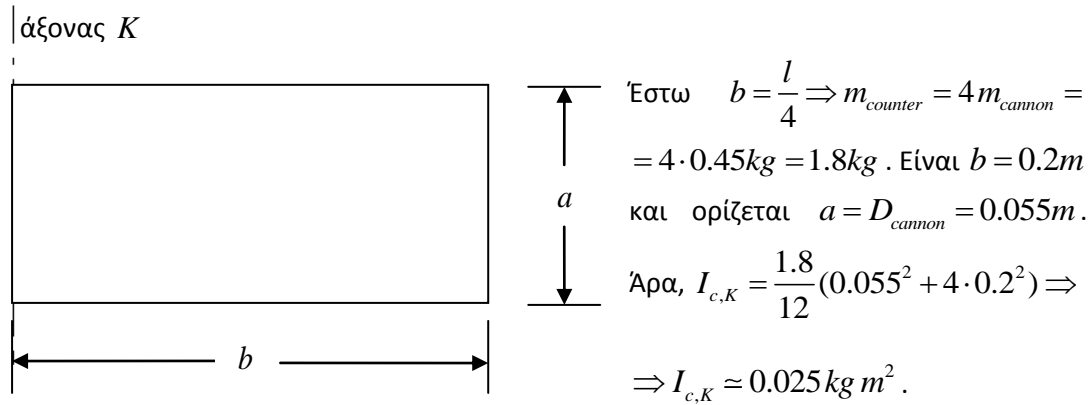 άξονας K
Έστω b = l/4 ⇒ m_counter = 4m_cannon =
= 4·0.45kg = 1.8kg . Είναι b = 0.2m
και ορίζεται a = D_cannon = 0.055m .
a
Άρα, I_c,K = 1.8/12 (0.055² + 4·0.2²) ⇒
b
⇒ I_c,K ≃ 0.025 kg m² .